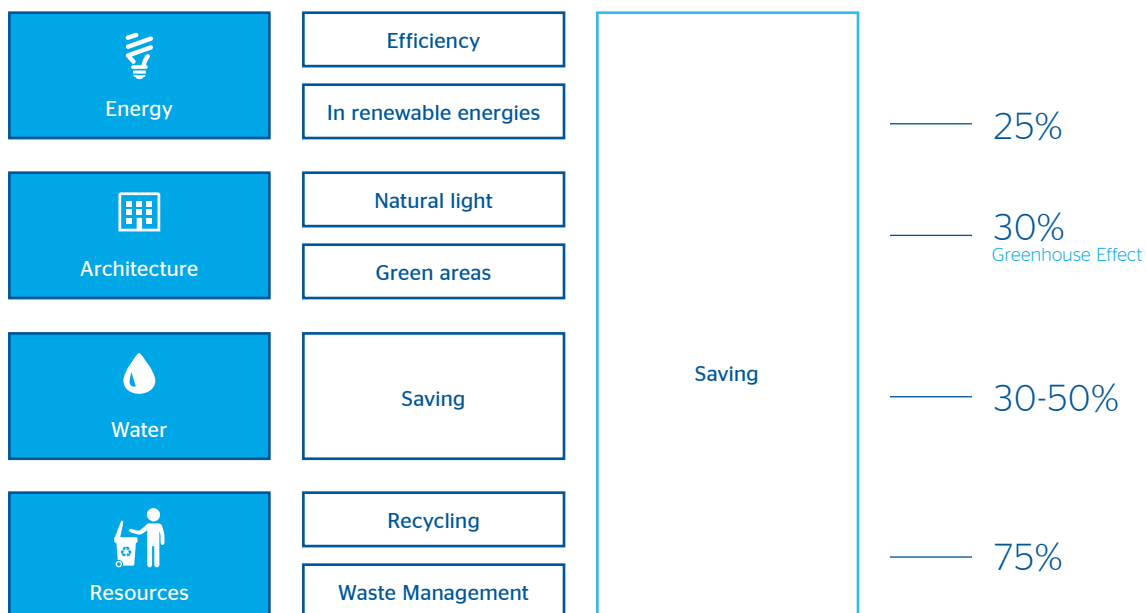 Energy
Efficiency
In renewable energies
25%
Architecture
Natural light
Green areas
30%
Greenhouse Effect
Water
Saving
Saving
30-50%
Resources
Recycling
Waste Management
75%